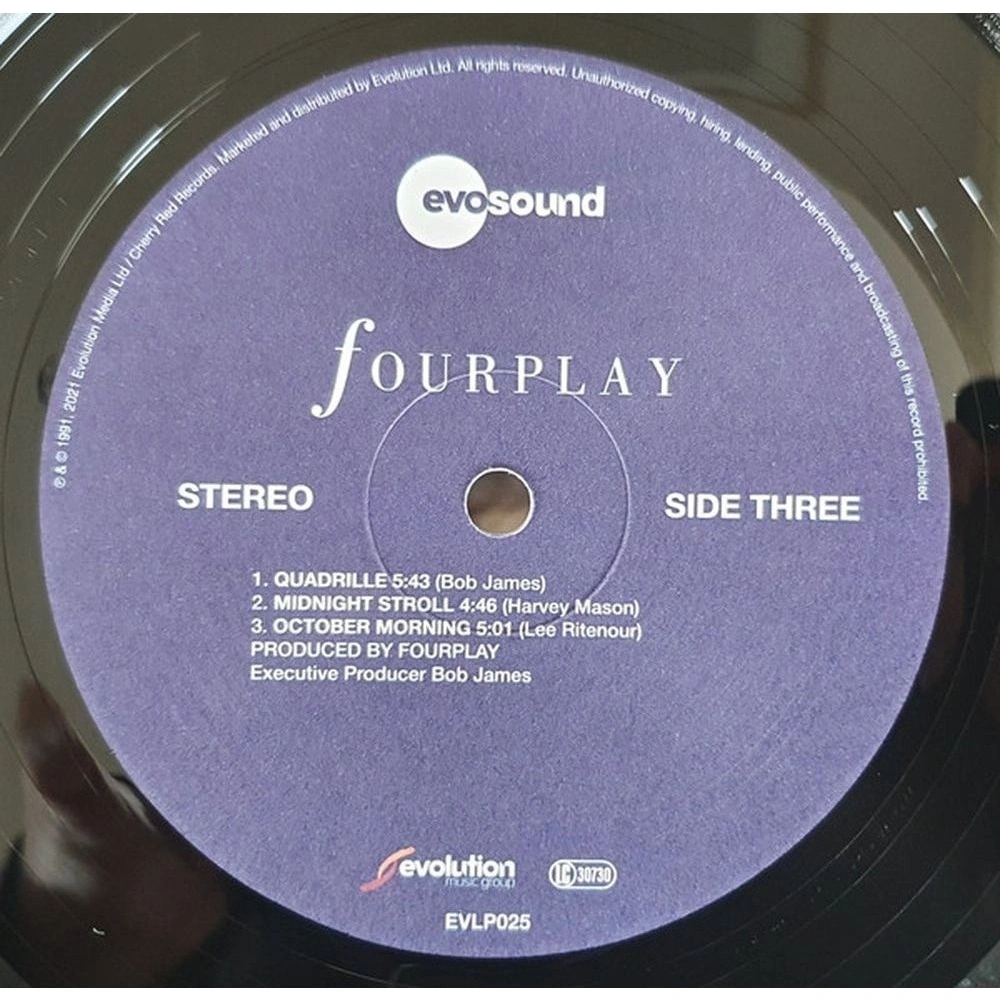 ℗ & © 1991, 2021 Evolution Media Ltd / Cherry Red Records. Marketed and distributed by Evolution Ltd. All rights reserved. Unauthorized copying, hiring, lending, public performance and broadcasting of this record prohibited.
evosound
fOURPLAY
STEREO
SIDE THREE
1. QUADRILLE 5:43 (Bob James)
2. MIDNIGHT STROLL 4:46 (Harvey Mason)
3. OCTOBER MORNING 5:01 (Lee Ritenour)
PRODUCED BY FOURPLAY
Executive Producer Bob James
evolution
music group
LC 30730
EVLP025